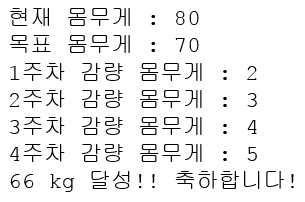 현재 몸무게 : 80
목표 몸무게 : 70
1주차 감량 몸무게 : 2
2주차 감량 몸무게 : 3
3주차 감량 몸무게 : 4
4주차 감량 몸무게 : 5
66 kg 달성!! 축하합니다!